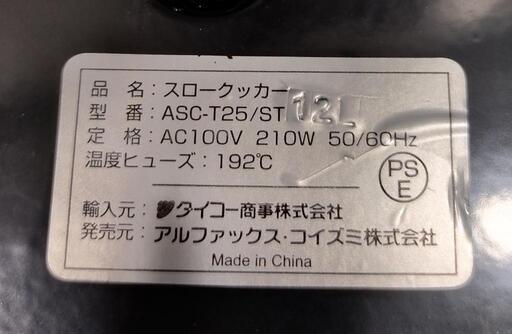 品 名：スロークッカー
型 番：ASC-T25/ST 12L
定 格：AC100V 210W 50/60Hz
温度ヒューズ：192℃
PS
E
輸入元：ダイコー商事株式会社
発売元：アルファックス・コイズミ株式会社
Made in China